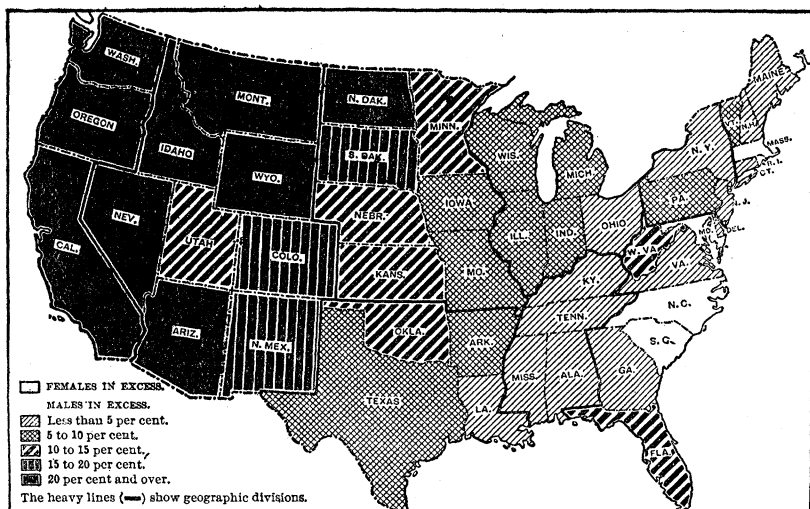 WASH.
MONT.
N. DAK.
MINN.
MAINE
OREGON
IDAHO
WYO.
S. DAK.
WIS.
MICH.
N.Y.
VT.
N.H.
MASS.
R.I.
CT.
NEV.
UTAH
NEBR.
IOWA
ILL.
IND.
OHIO
PA.
N.J.
CAL.
COLO.
KANS.
MO.
W. VA.
VA.
MD.
DEL.
KY.
ARIZ.
N. MEX.
OKLA.
ARK.
TENN.
N.C.
S.C.
TEXAS
LA.
MISS.
ALA.
GA.
FLA.
FEMALES IN EXCESS.
MALES IN EXCESS.
Less than 5 per cent.
5 to 10 per cent.
10 to 15 per cent.
15 to 20 per cent.
20 per cent and over.
The heavy lines (▬) show geographic divisions.